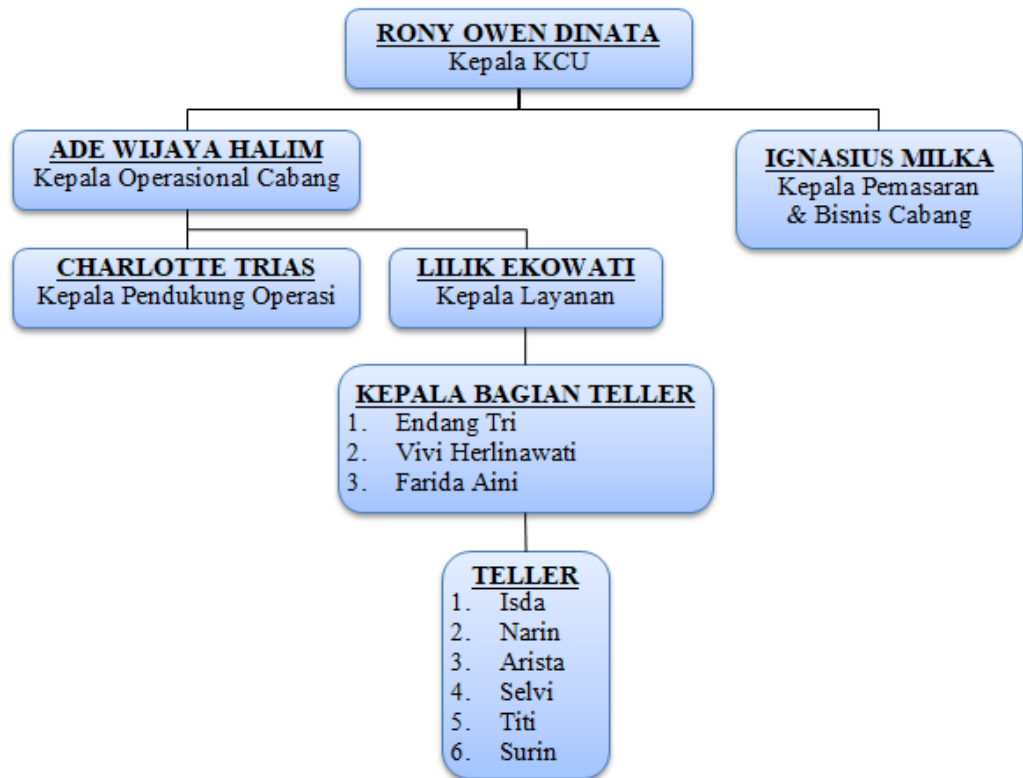 RONY OWEN DINATA
Kepala KCU
ADE WIJAYA HALIM
Kepala Operasional Cabang
IGNASIUS MILKA
Kepala Pemasaran
& Bisnis Cabang
CHARLOTTE TRIAS
Kepala Pendukung Operasi
LILIK EKOWATI
Kepala Layanan
KEPALA BAGIAN TELLER
1. Endang Tri
2. Vivi Herlinawati
3. Farida Aini
TELLER
1. Isda
2. Narin
3. Arista
4. Selvi
5. Titi
6. Surin